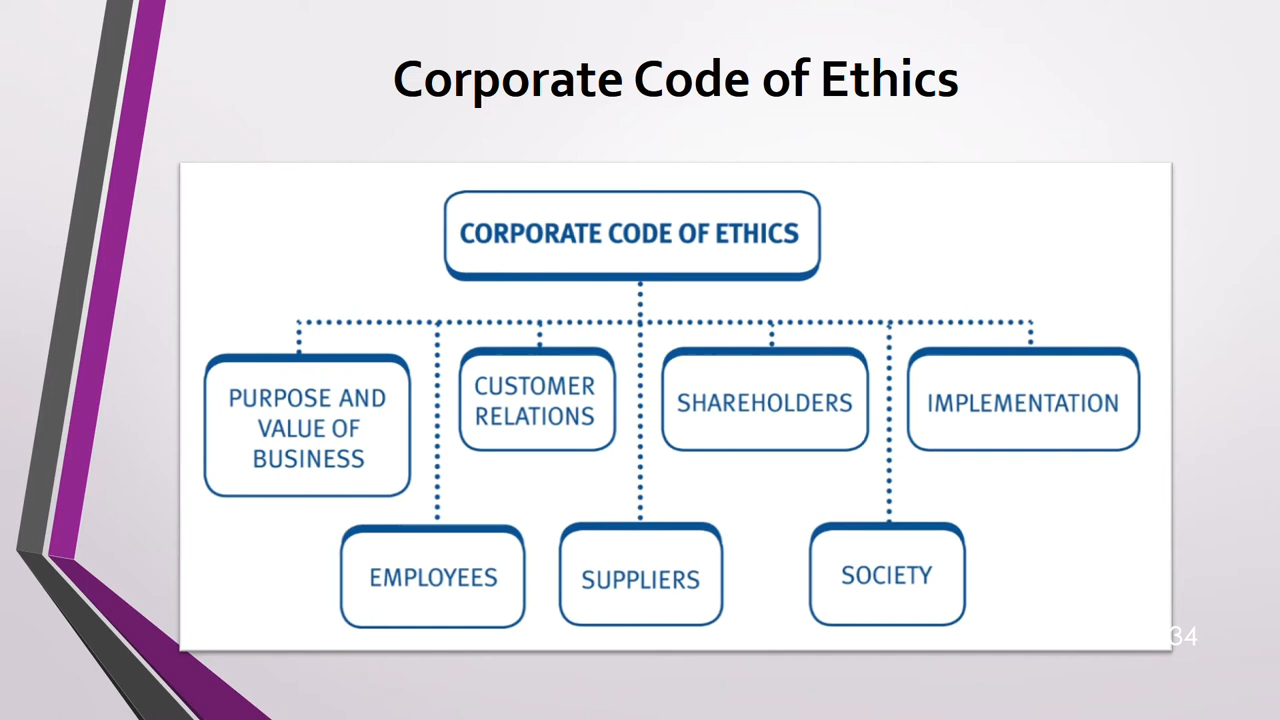 Corporate Code of Ethics
CORPORATE CODE OF ETHICS
PURPOSE AND
VALUE OF
BUSINESS
CUSTOMER
RELATIONS
SHAREHOLDERS
IMPLEMENTATION
EMPLOYEES
SUPPLIERS
SOCIETY
34